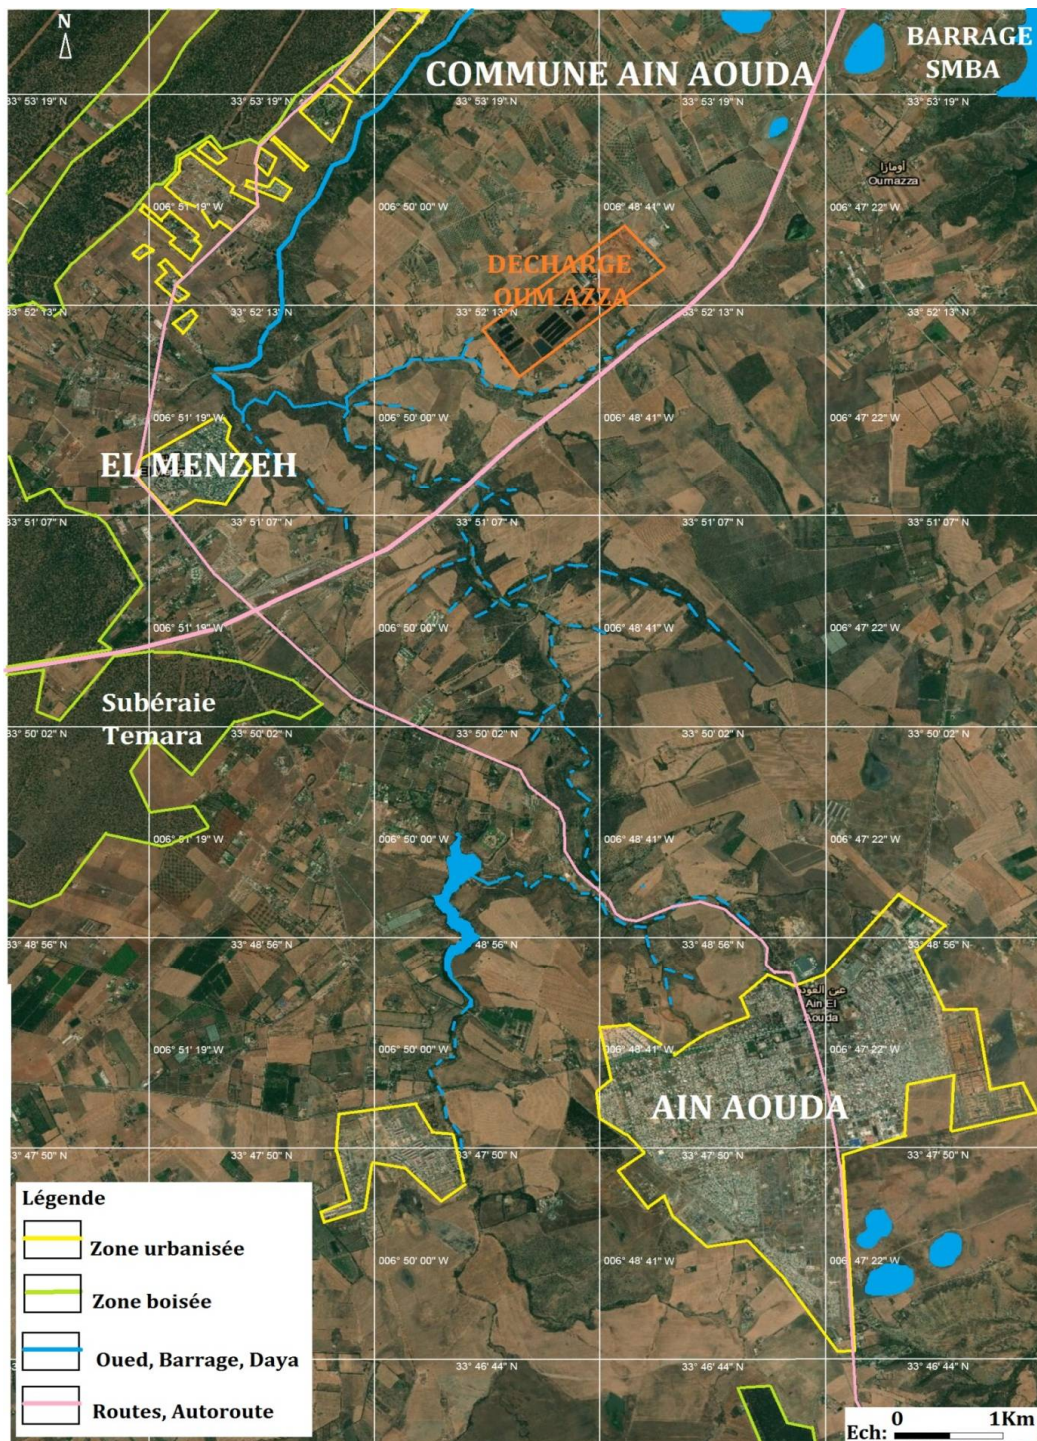 N
COMMUNE AIN AOUDA
BARRAGE
SMBA
33° 53' 19" N 33° 53' 19" N 33° 53' 19" N 33° 53' 19" N 33° 53' 19" N
أومازا
Oumazza
006° 51' 19" W 006° 50' 00" W 006° 48' 41" W 006° 47' 22" W
DECHARGE
OUM AZZA
33° 52' 13" N 33° 52' 13" N 33° 52' 13" N 33° 52' 13" N 33° 52' 13" N
006° 51' 19" W 006° 50' 00" W 006° 48' 41" W 006° 47' 22" W
EL MENZEH
33° 51' 07" N 33° 51' 07" N 33° 51' 07" N 33° 51' 07" N 33° 51' 07" N
006° 51' 19" W 006° 50' 00" W 006° 48' 41" W 006° 47' 22" W
Subéraie
Temara
33° 50' 02" N 33° 50' 02" N 33° 50' 02" N 33° 50' 02" N 33° 50' 02" N
006° 51' 19" W 006° 50' 00" W 006° 48' 41" W 006° 47' 22" W
33° 48' 56" N 33° 48' 56" N 48' 56" N 33° 48' 56" N 33° 48' 56" N
عين العودة
Ain El
Aouda
006° 51' 19" W 006° 50' 00" W 006° 48' 41" W 006° 47' 22" W
AIN AOUDA
33° 47' 50" N 33° 47' 50" N 33° 47' 50" N 33° 47' 50" N 33° 47' 50" N
006° 50' 00" W 006° 48' 41" W 006° 47' 22" W
33° 46' 44" N 33° 46' 44" N 33° 46' 44" N
Légende
Zone urbanisée
Zone boisée
Oued, Barrage, Daya
Routes, Autoroute
Ech: 0 1Km